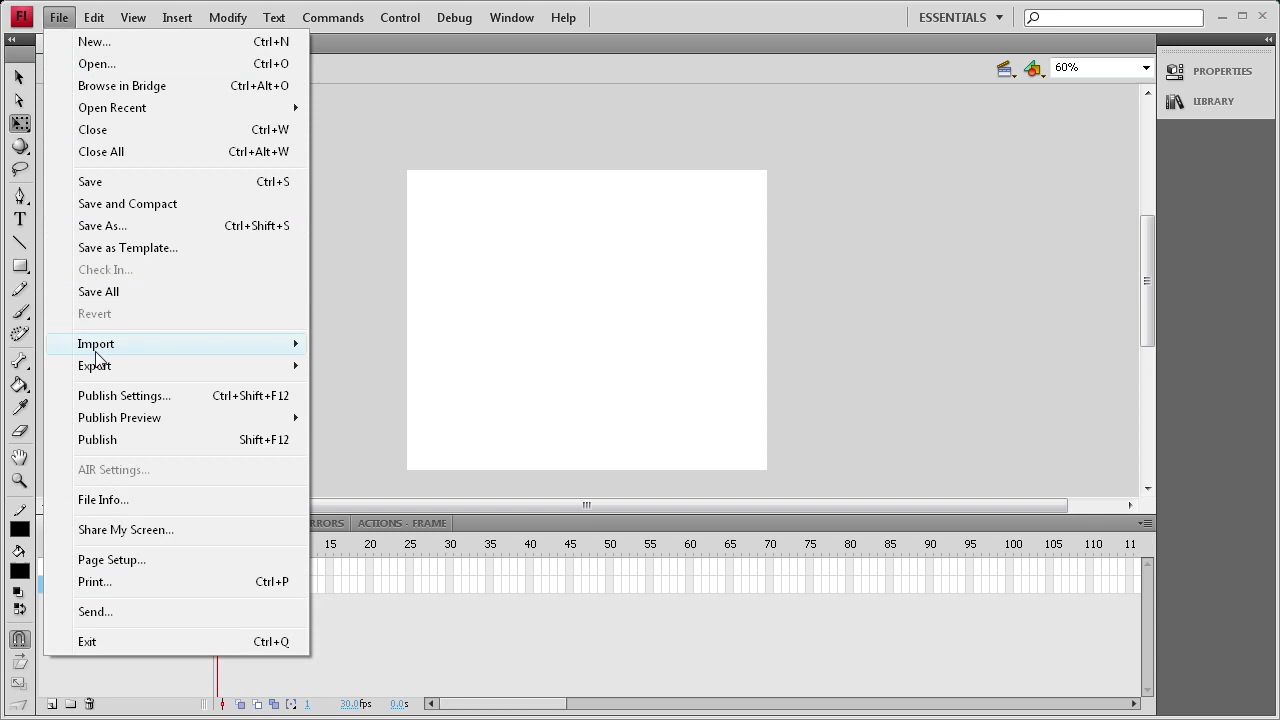 Fl File Edit View Insert Modify Text Commands Control Debug Window Help ESSENTIALS
New... Ctrl+N
Open... Ctrl+O
60%
PROPERTIES
Browse in Bridge Ctrl+Alt+O
LIBRARY
Open Recent
Close Ctrl+W
Close All Ctrl+Alt+W
Save Ctrl+S
Save and Compact
Save As... Ctrl+Shift+S
Save as Template...
Check In...
Save All
Revert
Import
Export
Publish Settings... Ctrl+Shift+F12
Publish Preview
Publish Shift+F12
AIR Settings...
File Info...
Share My Screen...
Page Setup...
Print... Ctrl+P
Send...
Exit Ctrl+Q
RRORS ACTIONS - FRAME
15 20 25 30 35 40 45 50 55 60 65 70 75 80 85 90 95 100 105 110 11
1 30.0fps 0.0s